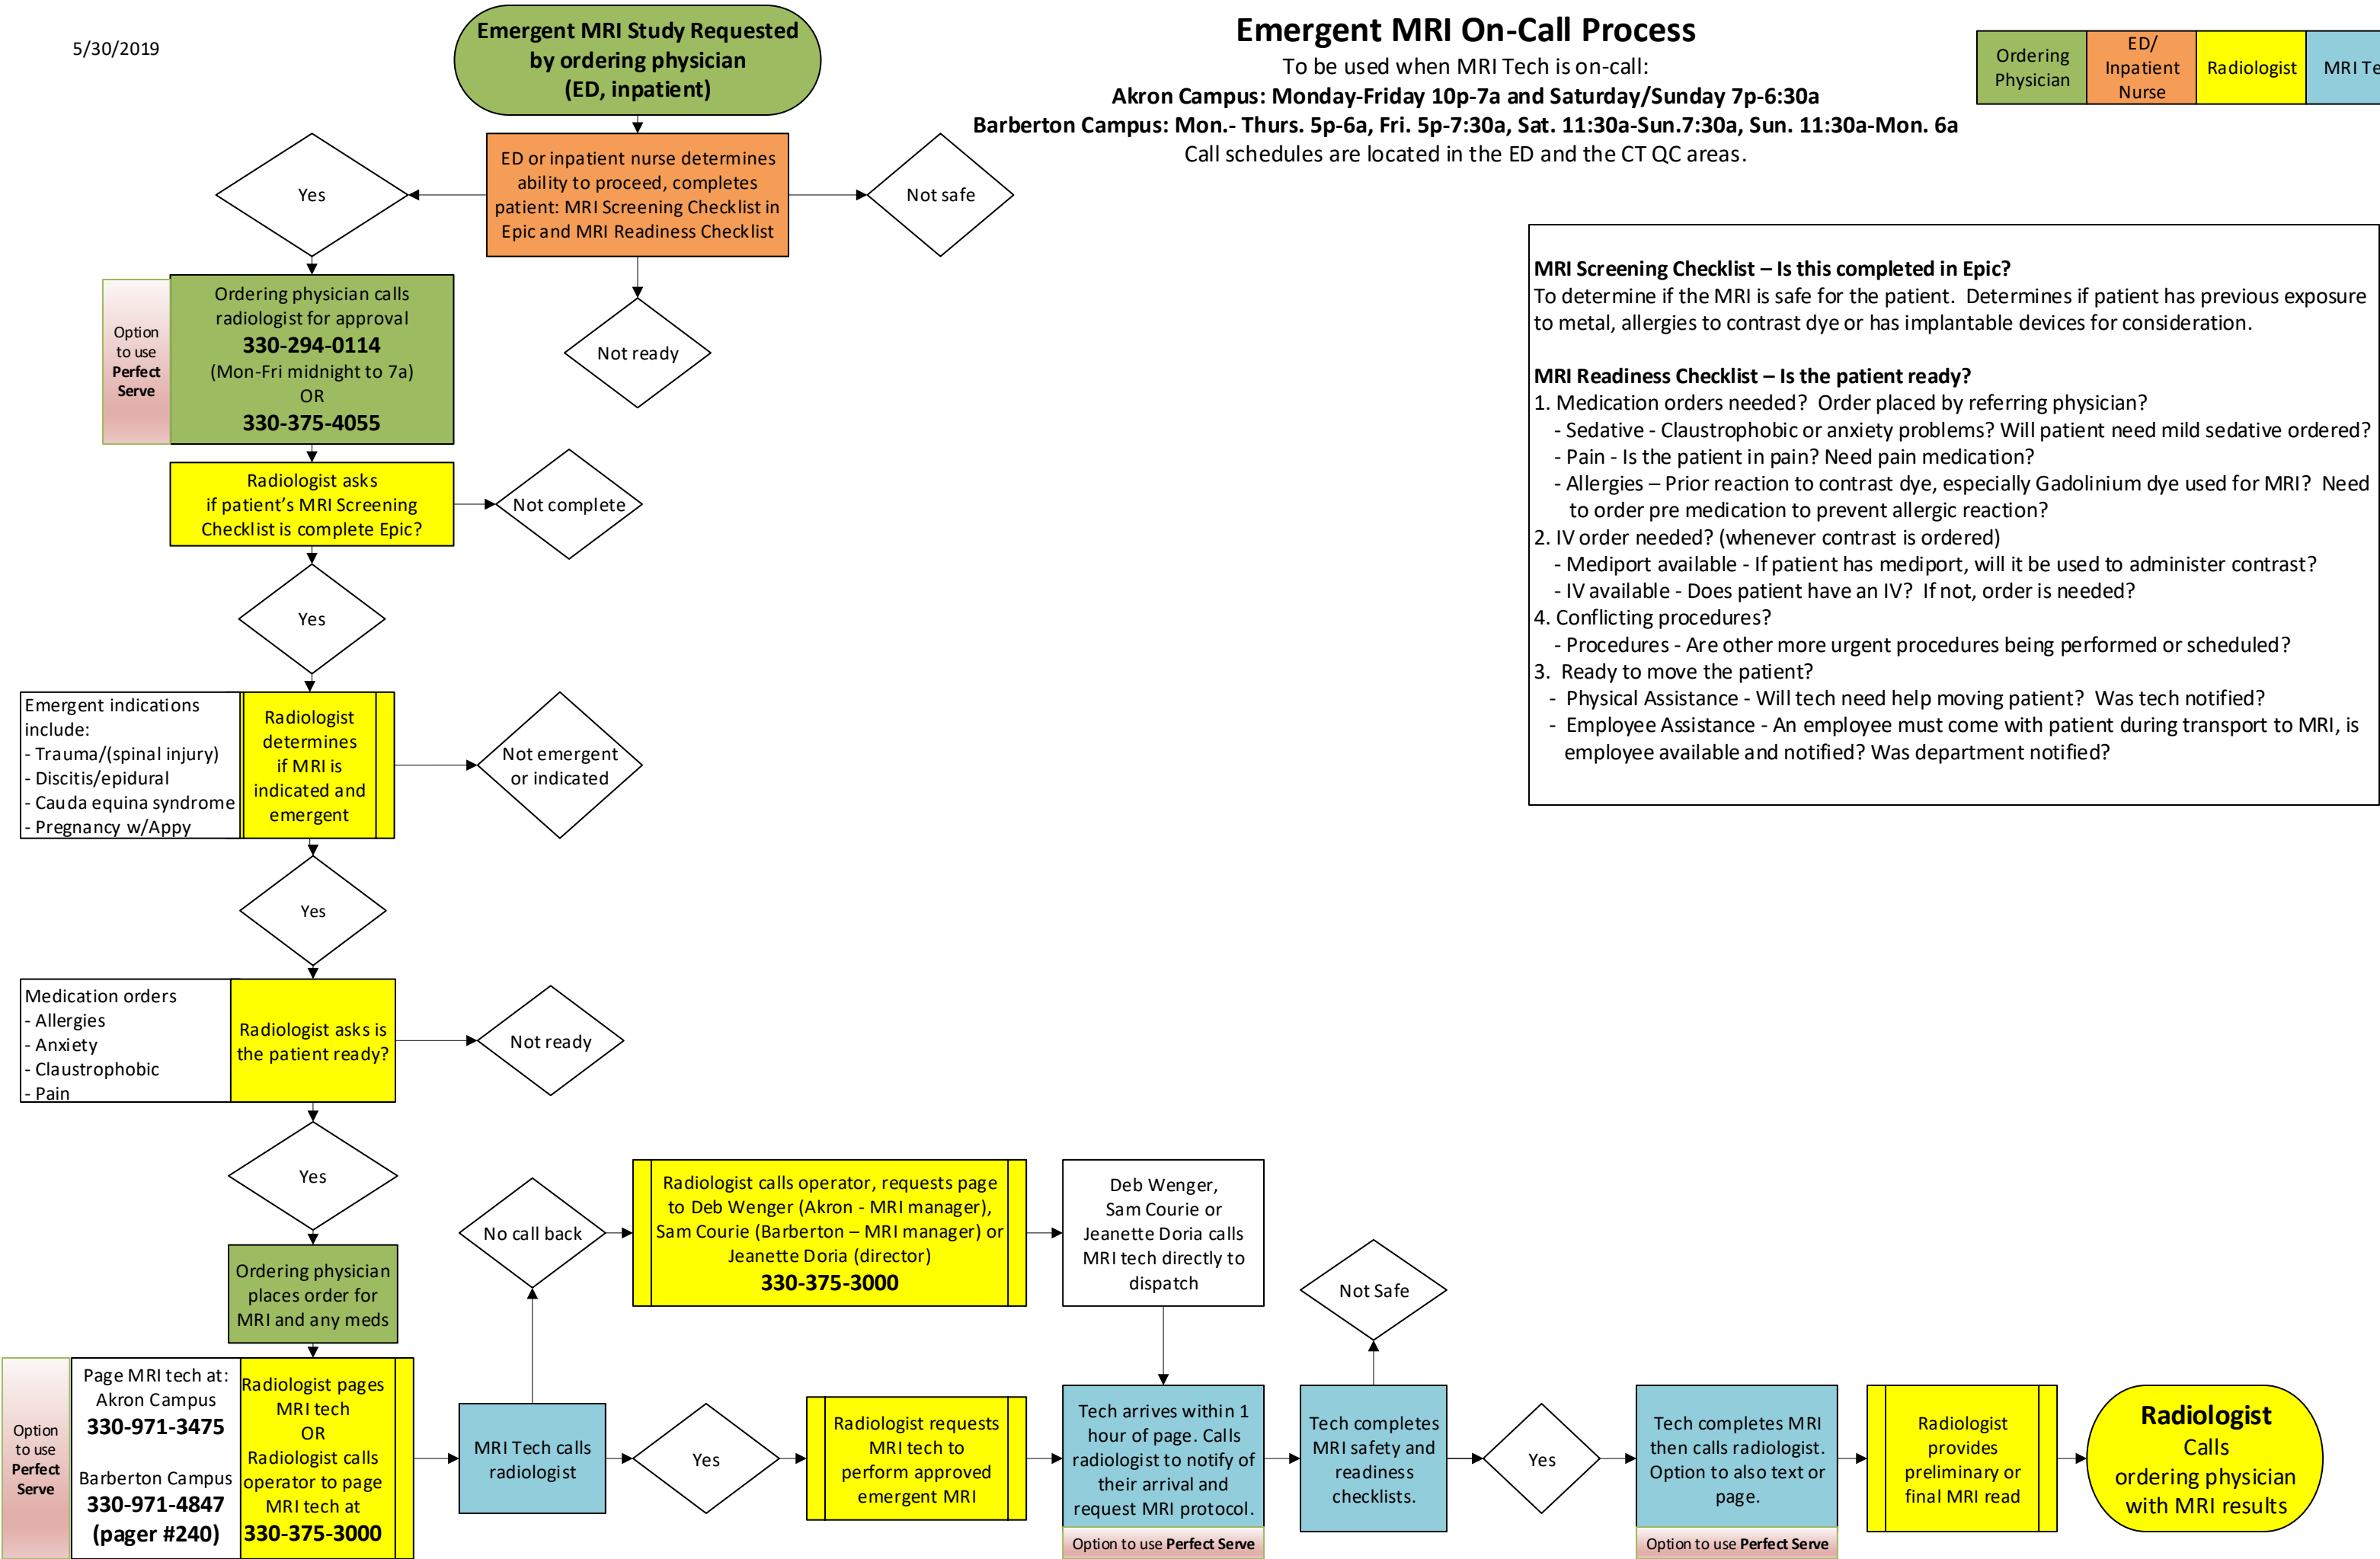 5/30/2019
Emergent MRI Study Requested
by ordering physician
(ED, inpatient)
Emergent MRI On-Call Process
To be used when MRI Tech is on-call:
Akron Campus: Monday-Friday 10p-7a and Saturday/Sunday 7p-6:30a
Barberton Campus: Mon.- Thurs. 5p-6a, Fri. 5p-7:30a, Sat. 11:30a-Sun.7:30a, Sun. 11:30a-Mon. 6a
Call schedules are located in the ED and the CT QC areas.
Ordering
Physician
ED/
Inpatient
Nurse
Radiologist
MRI Te
Yes
ED or inpatient nurse determines
ability to proceed, completes
patient: MRI Screening Checklist in
Epic and MRI Readiness Checklist
Not safe
Not ready
Option
to use
Perfect
Serve
Ordering physician calls
radiologist for approval
330-294-0114
(Mon-Fri midnight to 7a)
OR
330-375-4055
MRI Screening Checklist – Is this completed in Epic?
To determine if the MRI is safe for the patient.  Determines if patient has previous exposure
to metal, allergies to contrast dye or has implantable devices for consideration.
MRI Readiness Checklist – Is the patient ready?
1. Medication orders needed?  Order placed by referring physician?
- Sedative - Claustrophobic or anxiety problems? Will patient need mild sedative ordered?
- Pain - Is the patient in pain? Need pain medication?
- Allergies – Prior reaction to contrast dye, especially Gadolinium dye used for MRI?  Need
to order pre medication to prevent allergic reaction?
2. IV order needed? (whenever contrast is ordered)
- Mediport available - If patient has mediport, will it be used to administer contrast?
- IV available - Does patient have an IV?  If not, order is needed?
4. Conflicting procedures?
- Procedures - Are other more urgent procedures being performed or scheduled?
3.  Ready to move the patient?
-  Physical Assistance - Will tech need help moving patient?  Was tech notified?
-  Employee Assistance - An employee must come with patient during transport to MRI, is
employee available and notified? Was department notified?
Radiologist asks
if patient’s MRI Screening
Checklist is complete Epic?
Not complete
Yes
Emergent indications
include:
- Trauma/(spinal injury)
- Discitis/epidural
- Cauda equina syndrome
- Pregnancy w/Appy
Radiologist
determines
if MRI is
indicated and
emergent
Not emergent
or indicated
Yes
Medication orders
- Allergies
- Anxiety
- Claustrophobic
- Pain
Radiologist asks is
the patient ready?
Not ready
Yes
Ordering physician
places order for
MRI and any meds
No call back
Radiologist calls operator, requests page
to Deb Wenger (Akron - MRI manager),
Sam Courie (Barberton – MRI manager) or
Jeanette Doria (director)
330-375-3000
Deb Wenger,
Sam Courie or
Jeanette Doria calls
MRI tech directly to
dispatch
Not Safe
Option
to use
Perfect
Serve
Page MRI tech at:
Akron Campus
330-971-3475
Barberton Campus
330-971-4847
(pager #240)
Radiologist pages
MRI tech
OR
Radiologist calls
operator to page
MRI tech at
330-375-3000
MRI Tech calls
radiologist
Yes
Radiologist requests
MRI tech to
perform approved
emergent MRI
Tech arrives within 1
hour of page. Calls
radiologist to notify of
their arrival and
request MRI protocol.
Option to use Perfect Serve
Tech completes
MRI safety and
readiness
checklists.
Yes
Tech completes MRI
then calls radiologist.
Option to also text or
page.
Option to use Perfect Serve
Radiologist
provides
preliminary or
final MRI read
Radiologist
Calls
ordering physician
with MRI results